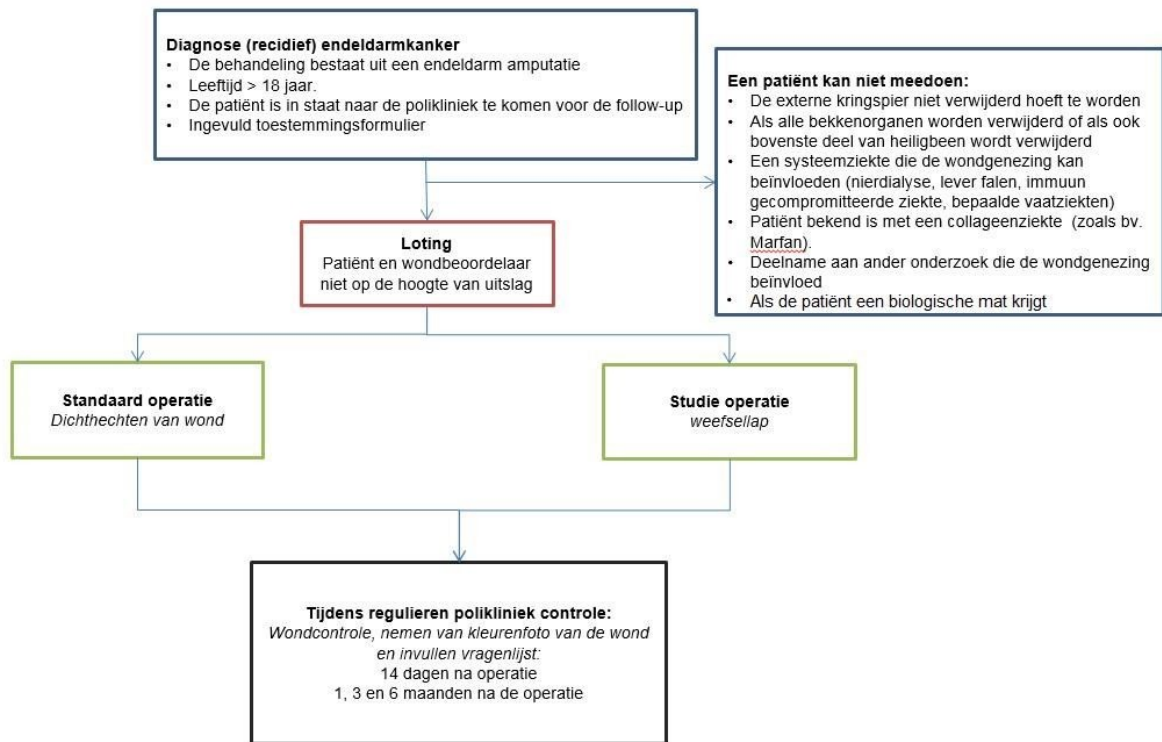 Diagnose (recidief) endeldarmkanker
• De behandeling bestaat uit een endeldarm amputatie
• Leeftijd > 18 jaar.
• De patiënt is in staat naar de polikliniek te komen voor de follow-up
• Ingevuld toestemmingsformulier
Een patiënt kan niet meedoen:
• De externe kringspier niet verwijderd hoeft te worden
• Als alle bekkenorganen worden verwijderd of als ook
bovenste deel van heiligbeen wordt verwijderd
• Een systeemziekte die de wondgenezing kan
beïnvloeden (nierdialyse, lever falen, immuun
gecompromitteerde ziekte, bepaalde vaatziekten)
• Patiënt bekend is met een collageenziekte (zoals bv.
Marfan).
• Deelname aan ander onderzoek die de wondgenezing
beïnvloed
• Als de patiënt een biologische mat krijgt
Loting
Patiënt en wondbeoordelaar
niet op de hoogte van uitslag
Standaard operatie
Dichthechten van wond
Studie operatie
weefsellap
Tijdens regulieren polikliniek controle:
Wondcontrole, nemen van kleurenfoto van de wond
en invullen vragenlijst:
14 dagen na operatie
1, 3 en 6 maanden na de operatie